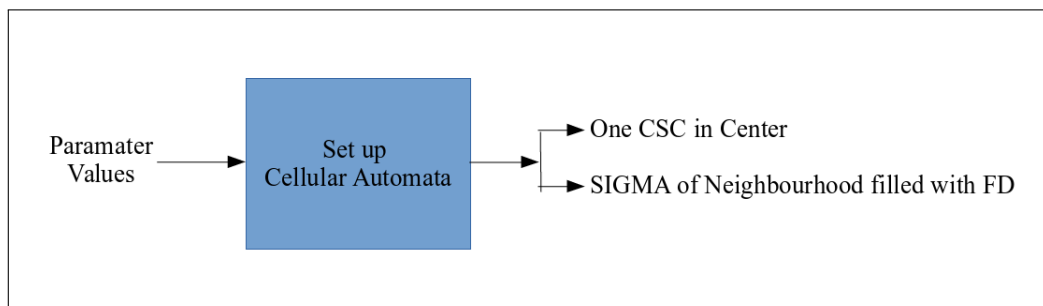 Paramater
Values
Set up
Cellular Automata
One CSC in Center
SIGMA of Neighbourhood filled with FD